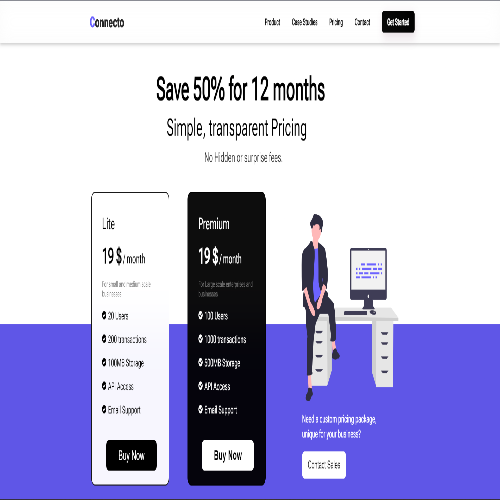 Connecto
Product Case Studies Pricing Contact Get Started
Save 50% for 12 months
Simple, transparent Pricing
No Hidden or surprise fees.
Lite
19 $ / month
For small and medium scale
businesses
20 Users
200 transactions
100MB Storage
API Access
Email Support
Buy Now
Premium
19 $ / month
For Large scale enterprises and
businesses
100 Users
1000 transactions
500MB Storage
API Access
Email Support
Buy Now
Need a custom pricing package,
unique for your business?
Contact Sales